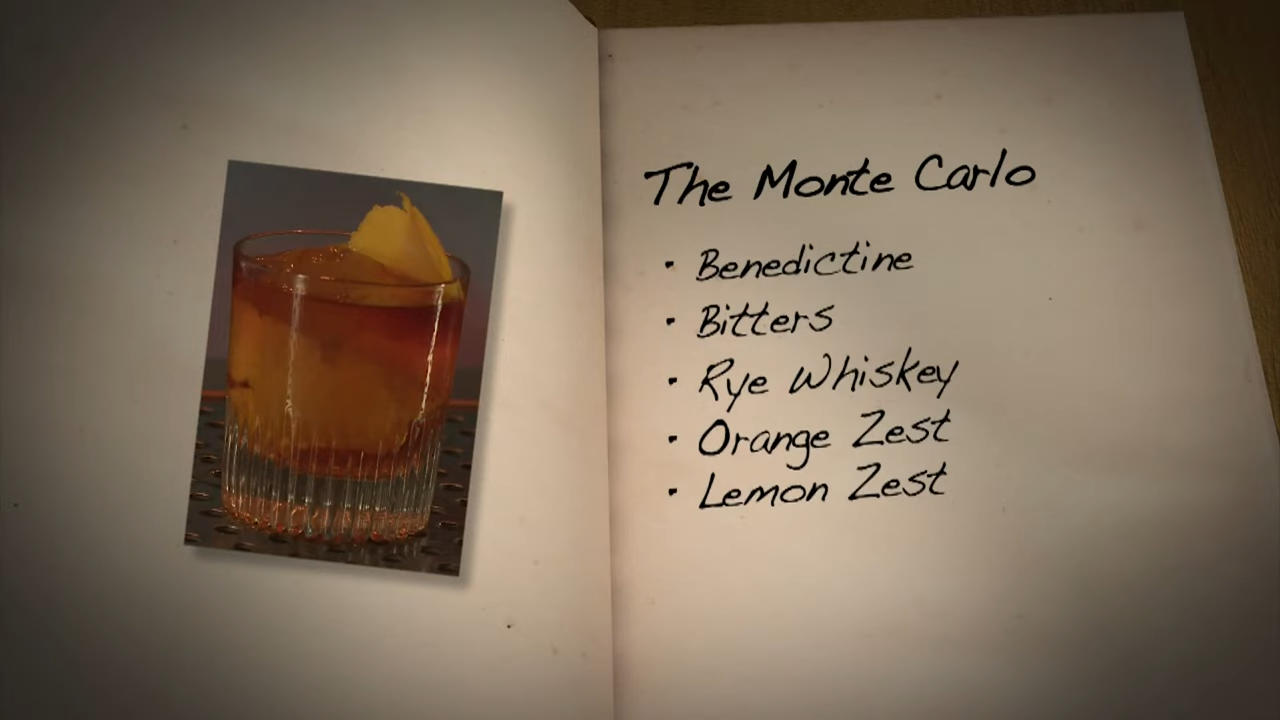 The Monte Carlo
· Benedictine
· Bitters
· Rye Whiskey
· Orange Zest
· Lemon Zest